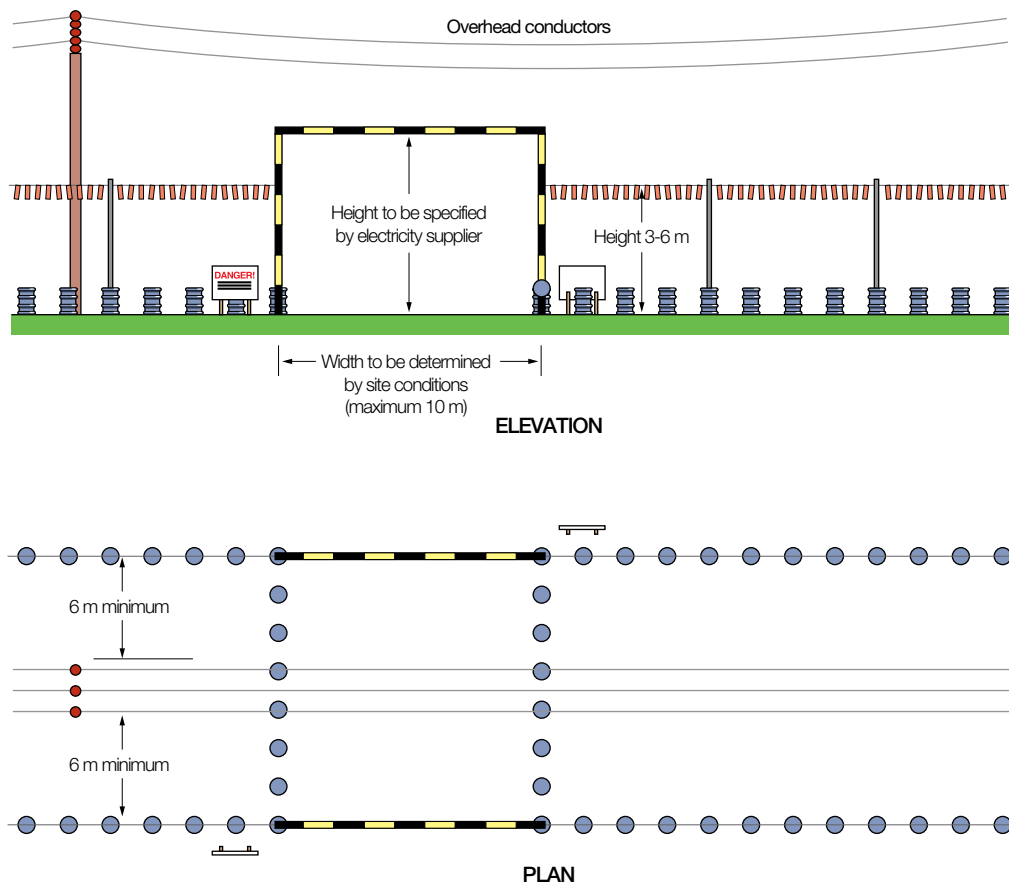 Overhead conductors
Height to be specified
by electricity supplier
Height 3-6 m
DANGER!
Width to be determined
by site conditions
(maximum 10 m)
ELEVATION
6 m minimum
6 m minimum
PLAN